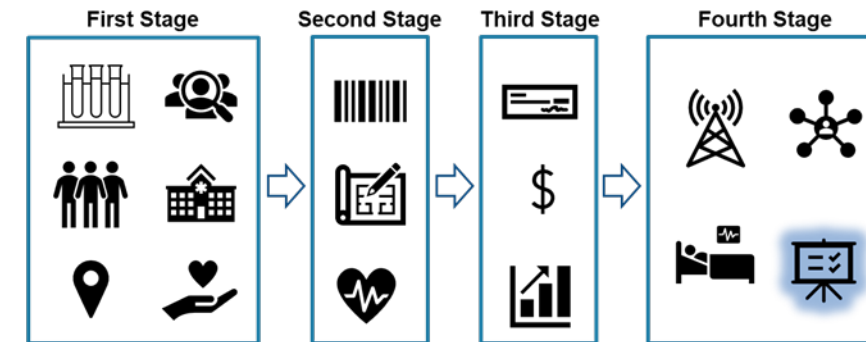 First Stage
Second Stage
Third Stage
Fourth Stage
$